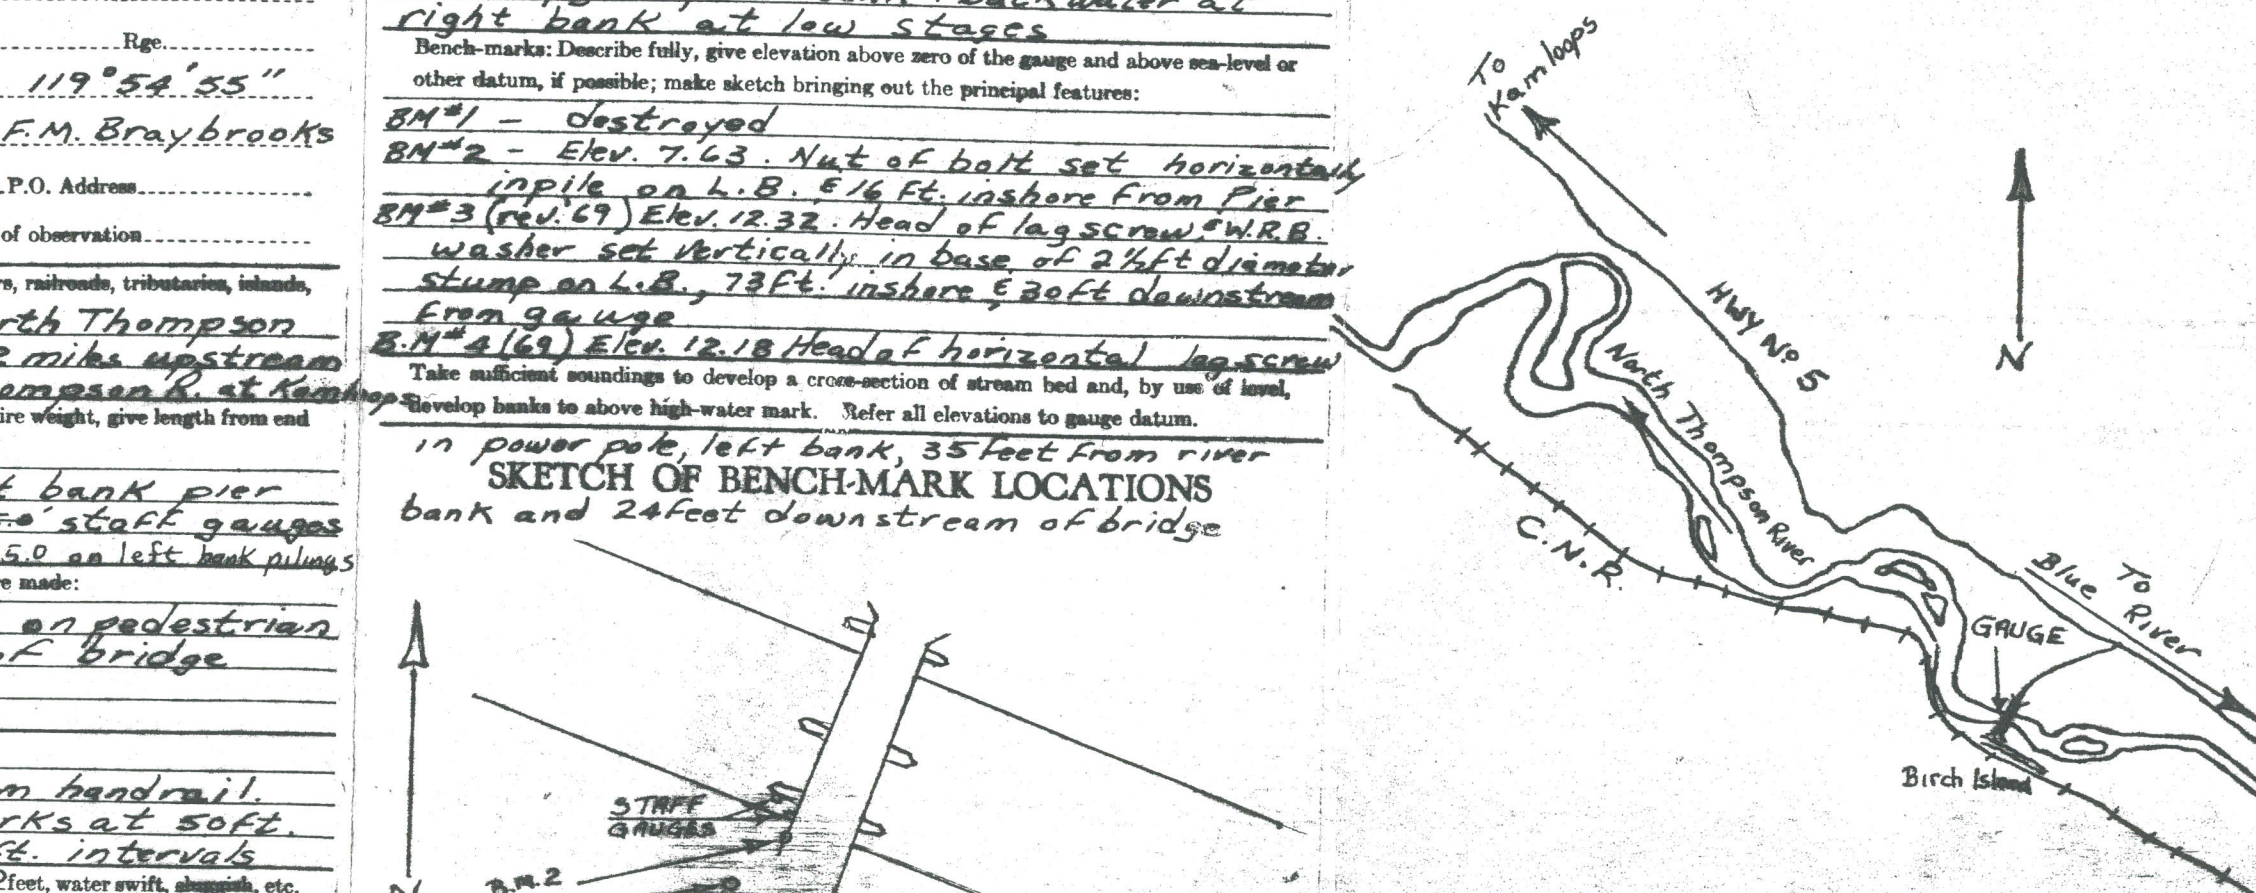 Rge.
119°54'55"
F.M. Braybrooks
P.O. Address
of observation
s, railroads, tributaries, islands,
rth Thompson
2 miles upstream
ompson R. at Kamloops
ire weight, give length from end
t bank pier
staff gauges
5.0 on left bank pilings
e made:
on pedestrian
of bridge
m handrail.
rks at 50ft.
ft. intervals
feet, water swift, sluggish, etc.
right bank at low stages
Bench-marks: Describe fully, give elevation above zero of the gauge and above sea-level or
other datum, if possible; make sketch bringing out the principal features:
BM#1 - destroyed
BM#2 - Elev. 7.63. Nut of bolt set horizontally
inpile on L.B. & 16 ft. inshore from Pier
BM#3 (rev. 69) Elev. 12.32. Head of lagscrew & W.R.B.
washer set vertically in base of 2½ft diameter
stump on L.B., 73ft. inshore & 30ft downstream
from gauge
B.M#4 (69) Elev. 12.18 Head of horizontal lag screw
Take sufficient soundings to develop a cross-section of stream bed and, by use of level,
develop banks to above high-water mark. Refer all elevations to gauge datum.
in power pole, left bank, 35 feet from river
SKETCH OF BENCH-MARK LOCATIONS
bank and 24feet downstream of bridge
STAFF
GAUGES
B.M.2
N
To
Kamloops
HWY No 5
N
North Thompson River
C.N.R.
To
Blue River
GAUGE
Birch Island